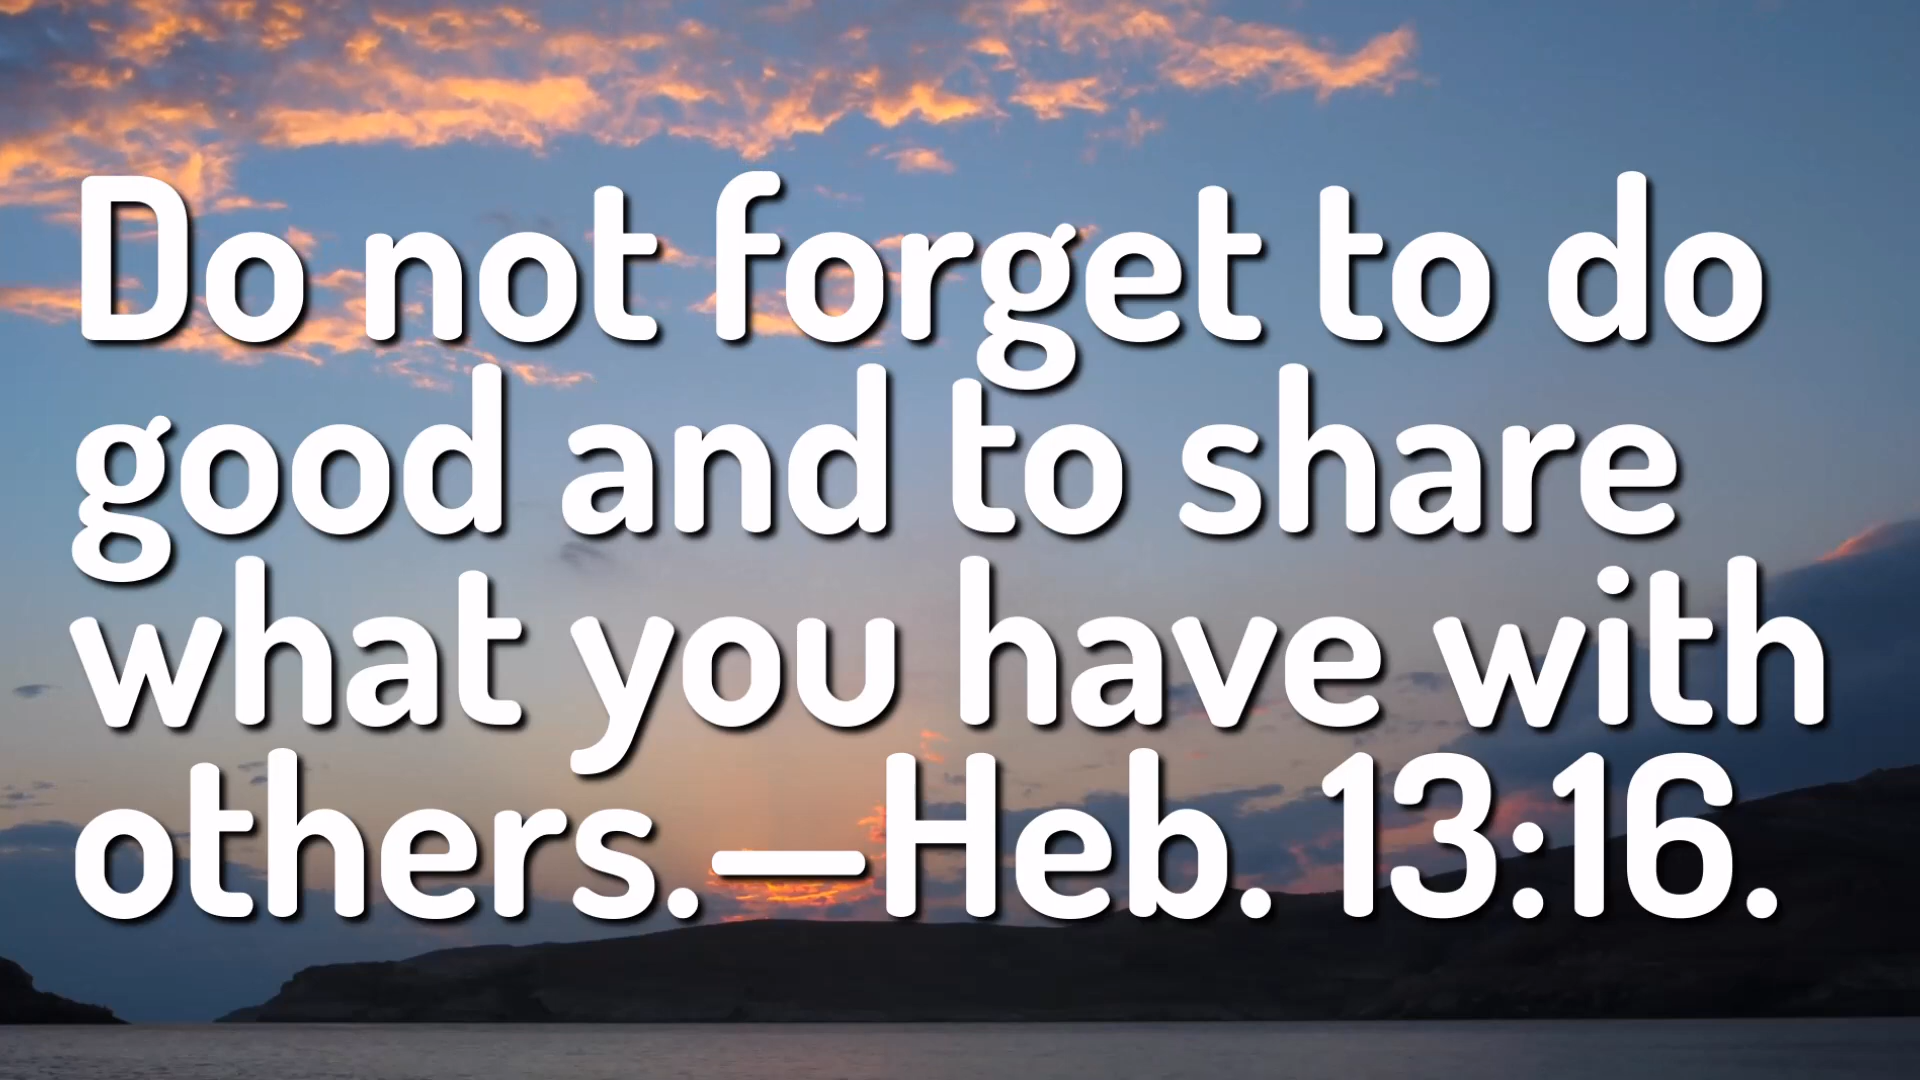 Do not forget to do
good and to share
what you have with
others.—Heb. 13:16.